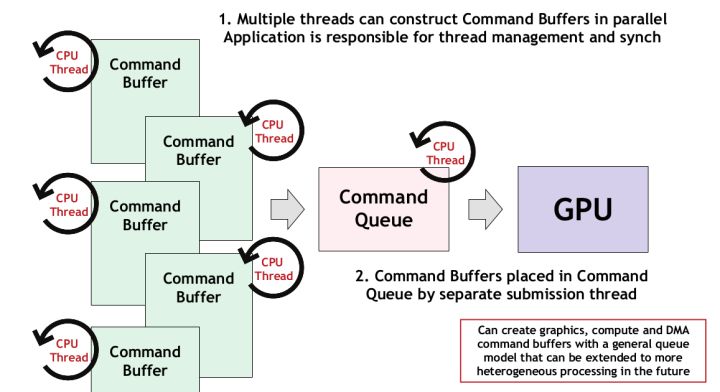 1. Multiple threads can construct Command Buffers in parallel
Application is responsible for thread management and synch
CPU
Thread
Command
Buffer
CPU
Thread
Command
Buffer
CPU
Thread
Command
Buffer
CPU
Thread
Command
Buffer
CPU
Thread
Command
Buffer
CPU
Thread
Command
Queue
GPU
2. Command Buffers placed in Command
Queue by separate submission thread
Can create graphics, compute and DMA
command buffers with a general queue
model that can be extended to more
heterogeneous processing in the future